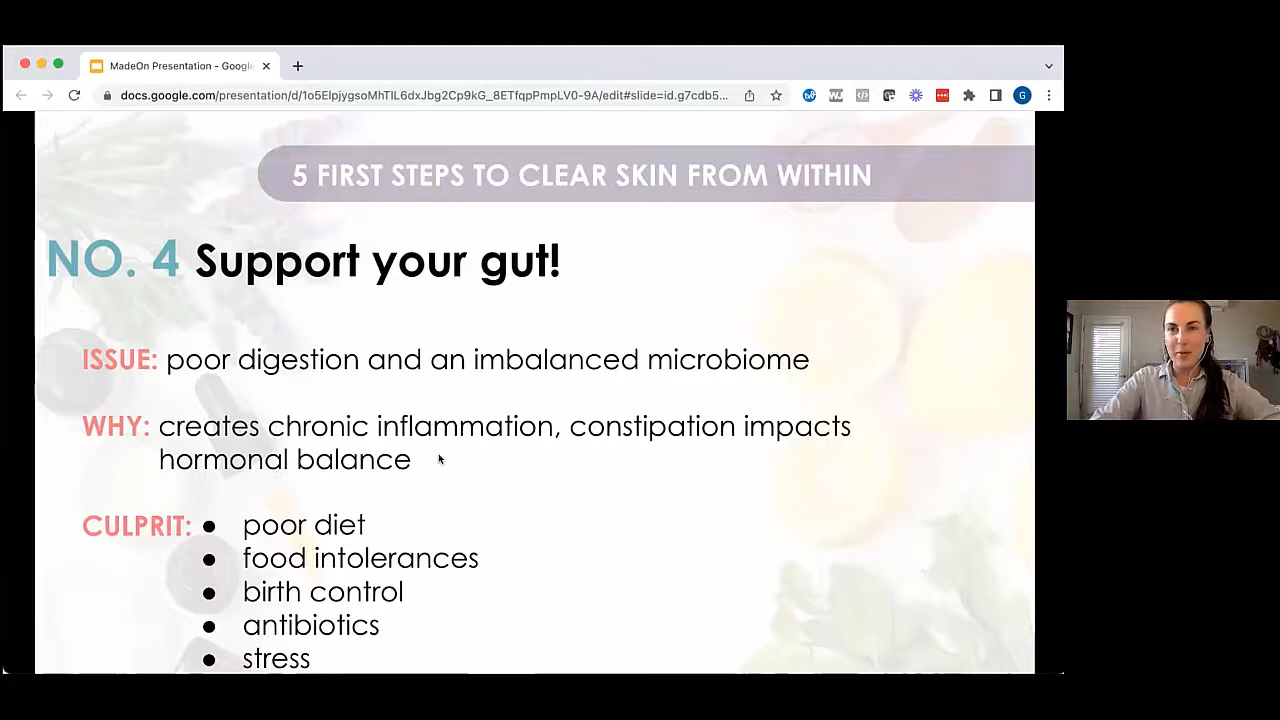 MadeOn Presentation - Googl
docs.google.com/presentation/d/1o5ElpjygsoMhTlL6dxJbg2Cp9kG_8ETfqpPmpLV0-9A/edit#slide=id.g7cdb5...
G
5 FIRST STEPS TO CLEAR SKIN FROM WITHIN
NO. 4 Support your gut!
ISSUE: poor digestion and an imbalanced microbiome
WHY: creates chronic inflammation, constipation impacts
hormonal balance
CULPRIT: ● poor diet
● food intolerances
● birth control
● antibiotics
● stress